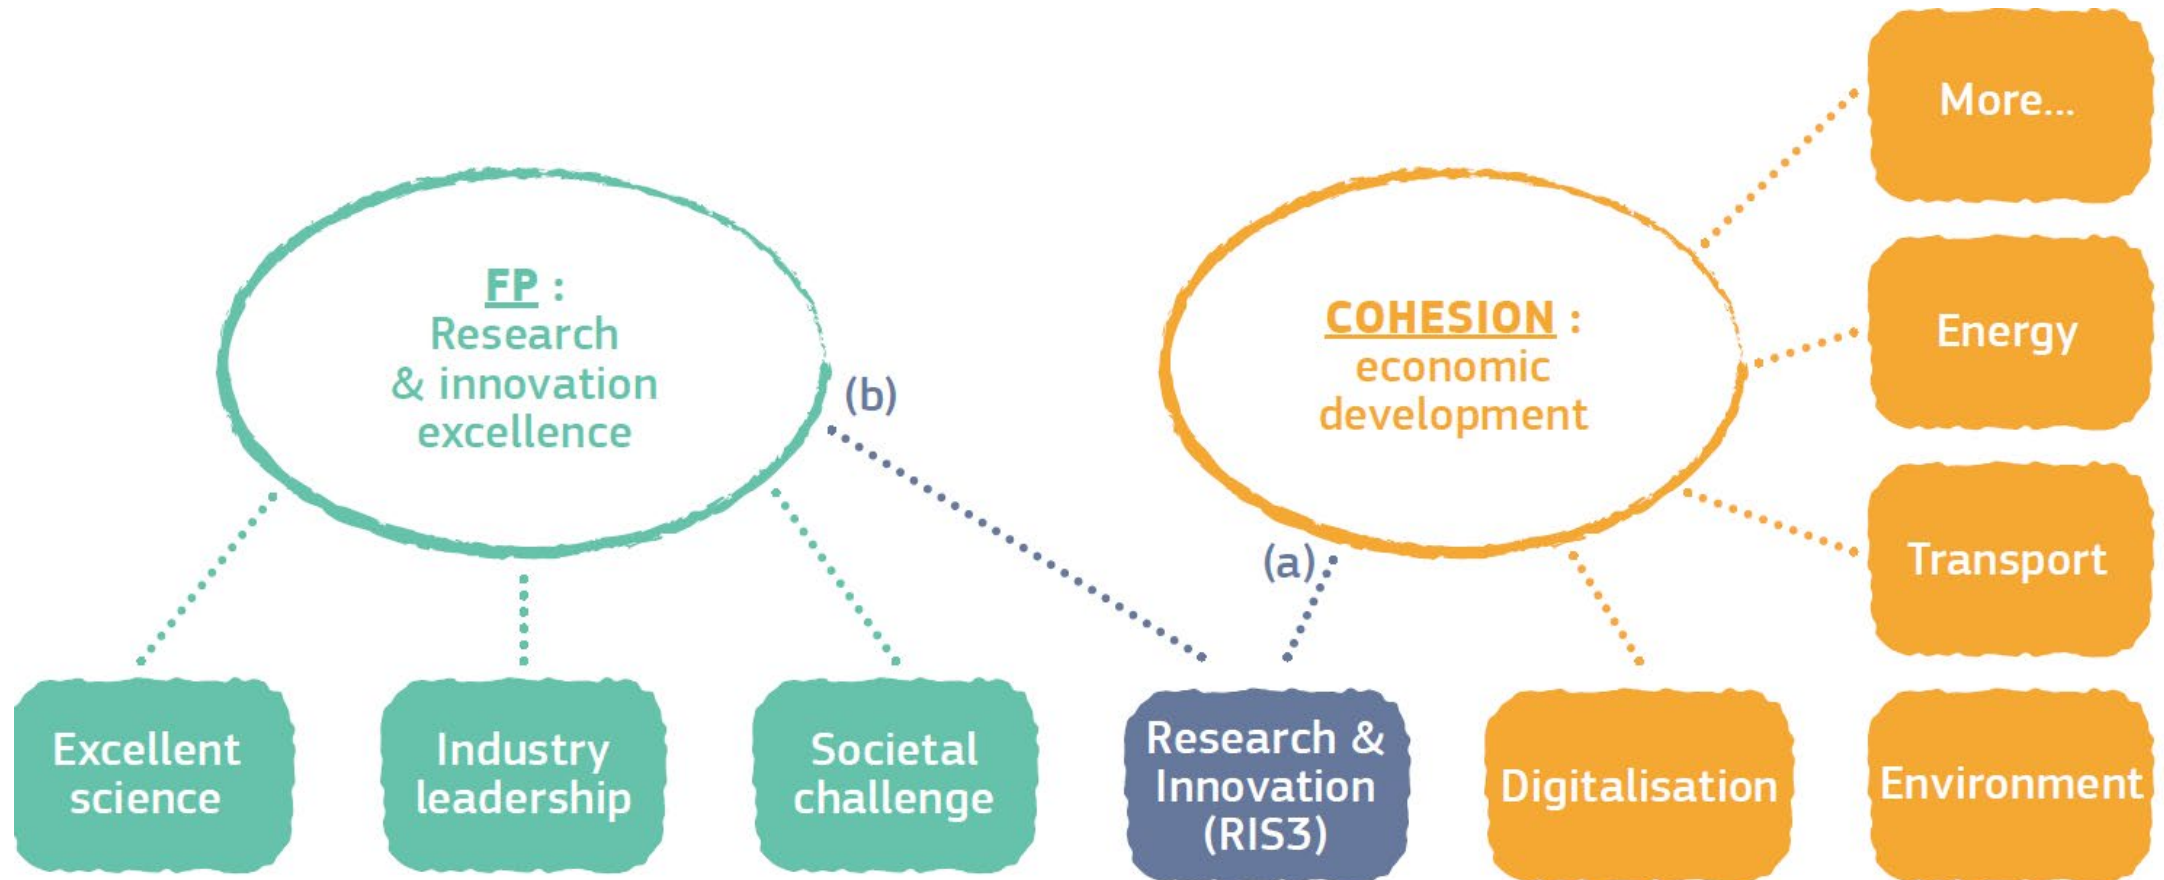 FP :
Research
& innovation
excellence
(b)
COHESION :
economic
development
(a)
More...
Energy
Transport
Excellent
science
Industry
leadership
Societal
challenge
Research &
Innovation
(RIS3)
Digitalisation
Environment